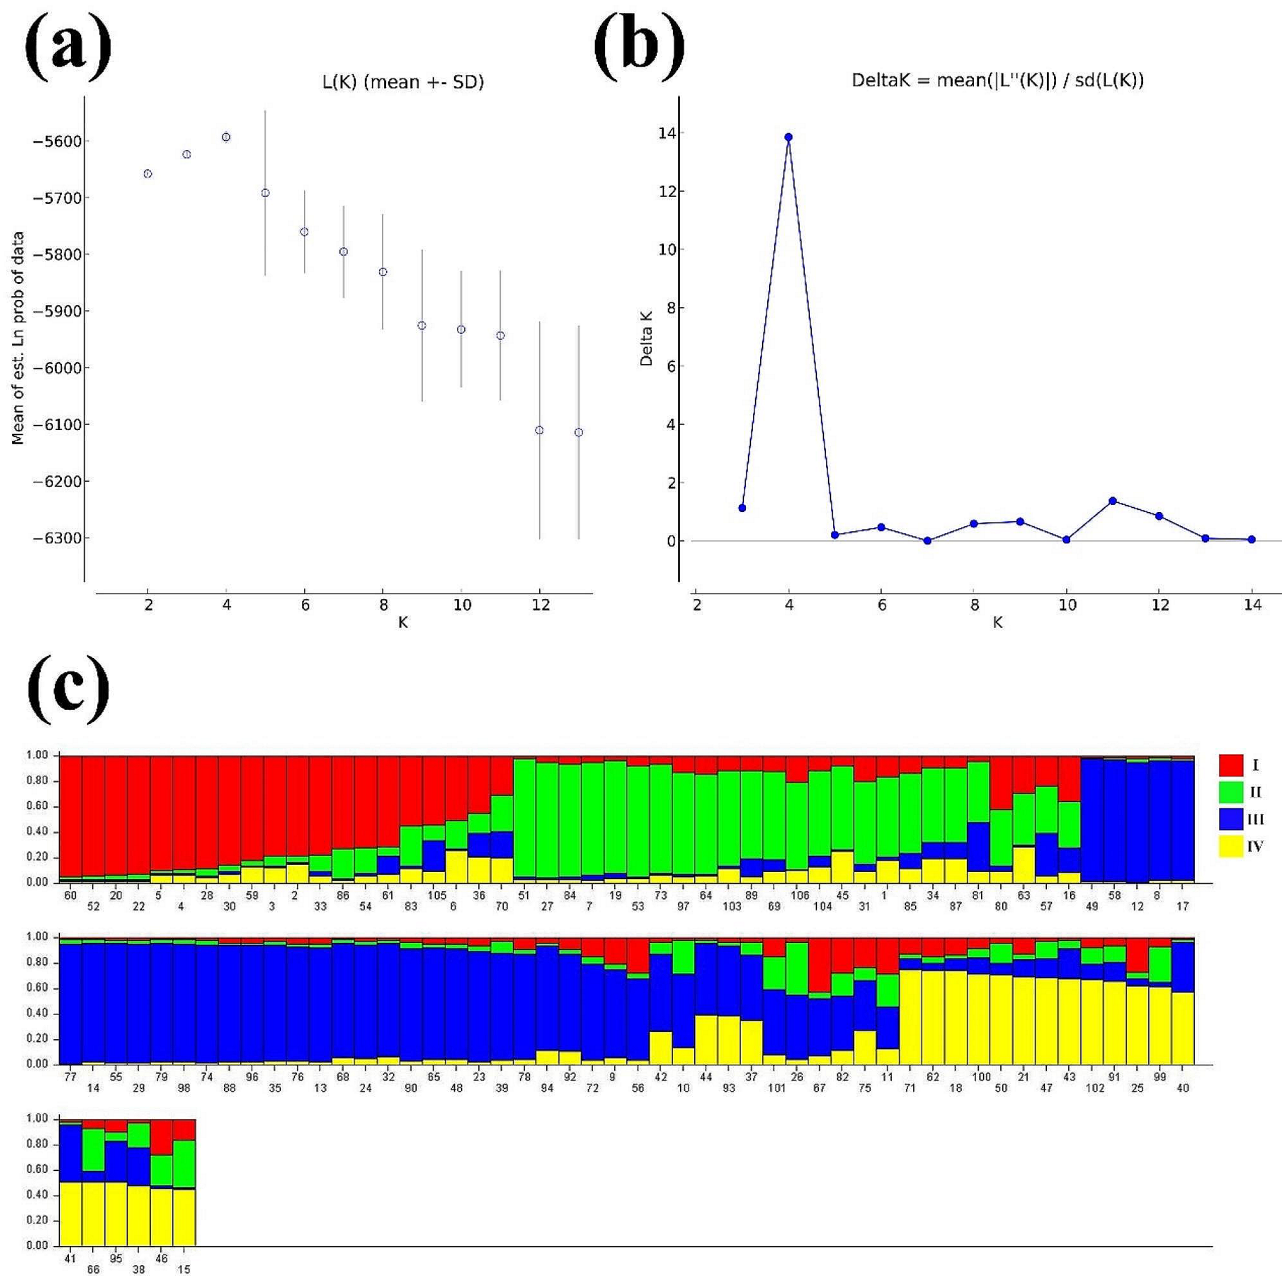 (a)
(b)
L(K) (mean +- SD)
DeltaK = mean(|L''(K)|) / sd(L(K))
Mean of est. Ln prob of data
−5600
−5700
−5800
−5900
−6000
−6100
−6200
−6300
2 4 6 8 10 12
K
Delta K
14
12
10
8
6
4
2
0
2 4 6 8 10 12 14
K
(c)
1.00
0.80
0.60
0.40
0.20
0.00
60 20 5 28 59 2 86 61 105 36 51 84 19 73 64 89 106 45 1 34 81 63 16 58 8
52 22 4 30 3 33 54 83 6 70 27 7 53 97 103 69 104 31 85 87 80 57 49 12 17
I
II
III
IV
1.00
0.80
0.60
0.40
0.20
0.00
77 55 79 74 96 76 68 32 65 23 78 92 9 42 44 37 26 82 11 62 100 21 43 91 99
14 29 98 88 35 13 24 90 48 39 94 72 56 10 93 101 67 75 71 18 50 47 102 25 40
1.00
0.80
0.60
0.40
0.20
0.00
41 95 46
66 38 15